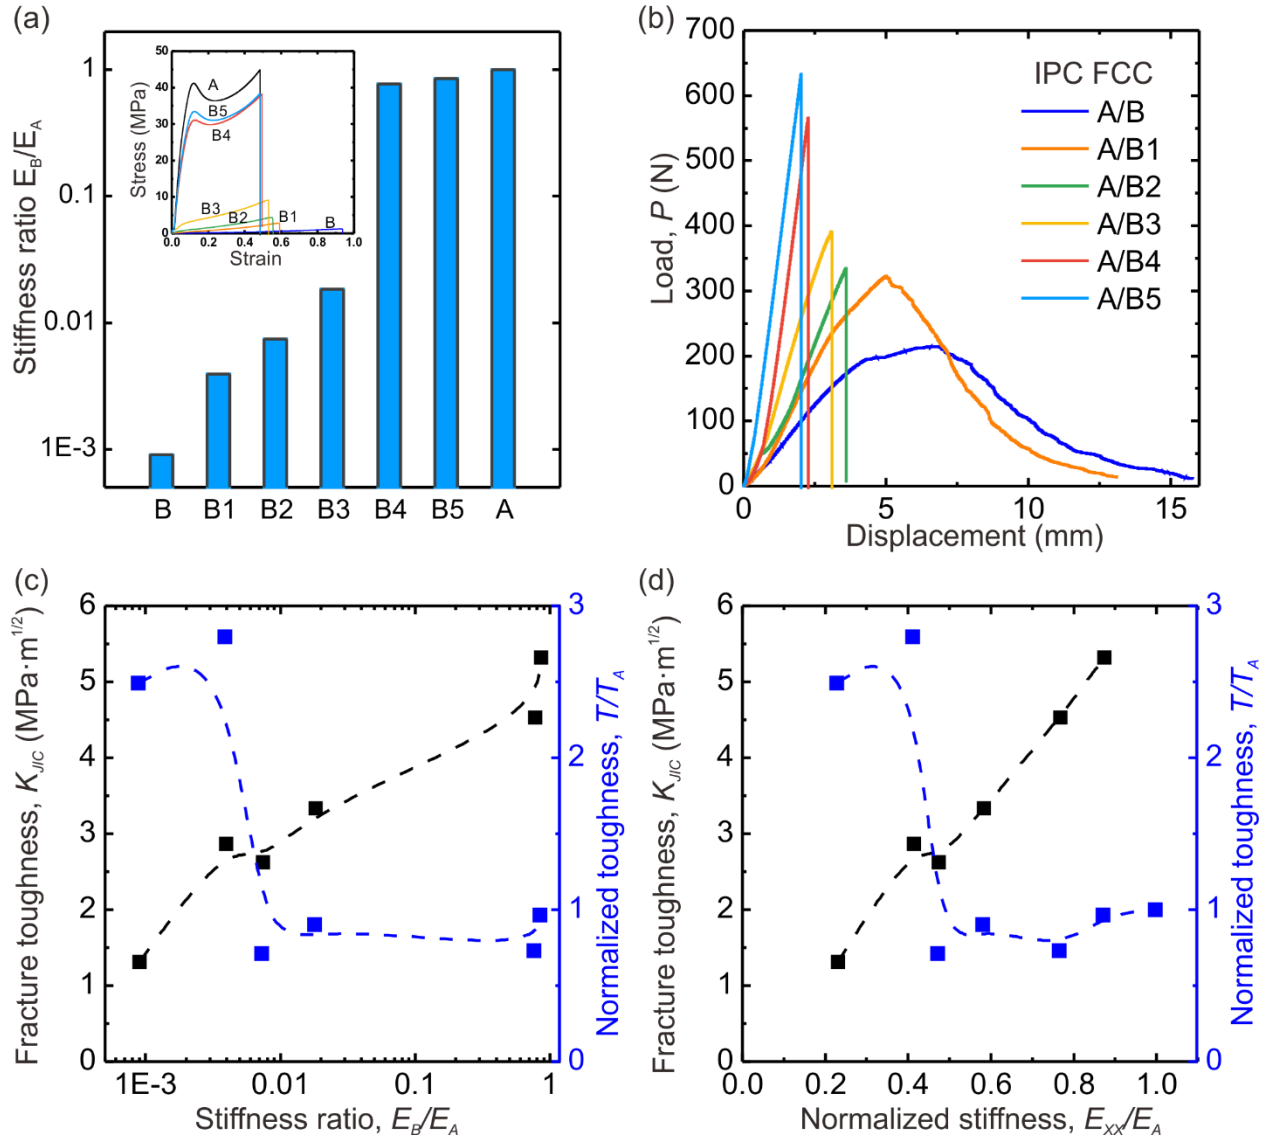 (a)
Stiffness ratio E_B/E_A
1
0.1
0.01
1E-3
B B1 B2 B3 B4 B5 A
Stress (MPa)
50
40
30
20
10
0
A
B5
B4
B3
B2
B1
B
0.0 0.2 0.4 0.6 0.8 1.0
Strain
(b)
Load, P (N)
700
600
500
400
300
200
100
0
IPC FCC
A/B
A/B1
A/B2
A/B3
A/B4
A/B5
0 5 10 15
Displacement (mm)
(c)
Fracture toughness, K_JIC (MPa·m^1/2)
6
5
4
3
2
1
0
3
2
1
0
Normalized toughness, T/T_A
1E-3 0.01 0.1 1
Stiffness ratio, E_B/E_A
(d)
Fracture toughness, K_JIC (MPa·m^1/2)
6
5
4
3
2
1
0
3
2
1
0
Normalized toughness, T/T_A
0.0 0.2 0.4 0.6 0.8 1.0
Normalized stiffness, E_XX/E_A